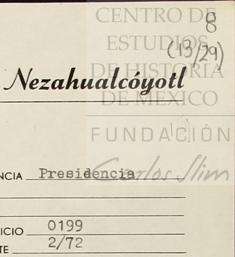 CENTRO DE
8
ESTUDIOS
(13/29)
DE HISTORIA
Nezahualcóyotl
DE MÉXICO
FUNDACIÓN
Carlos Slim
NCIA Presidencia
ICIO 0199
TE 2/72